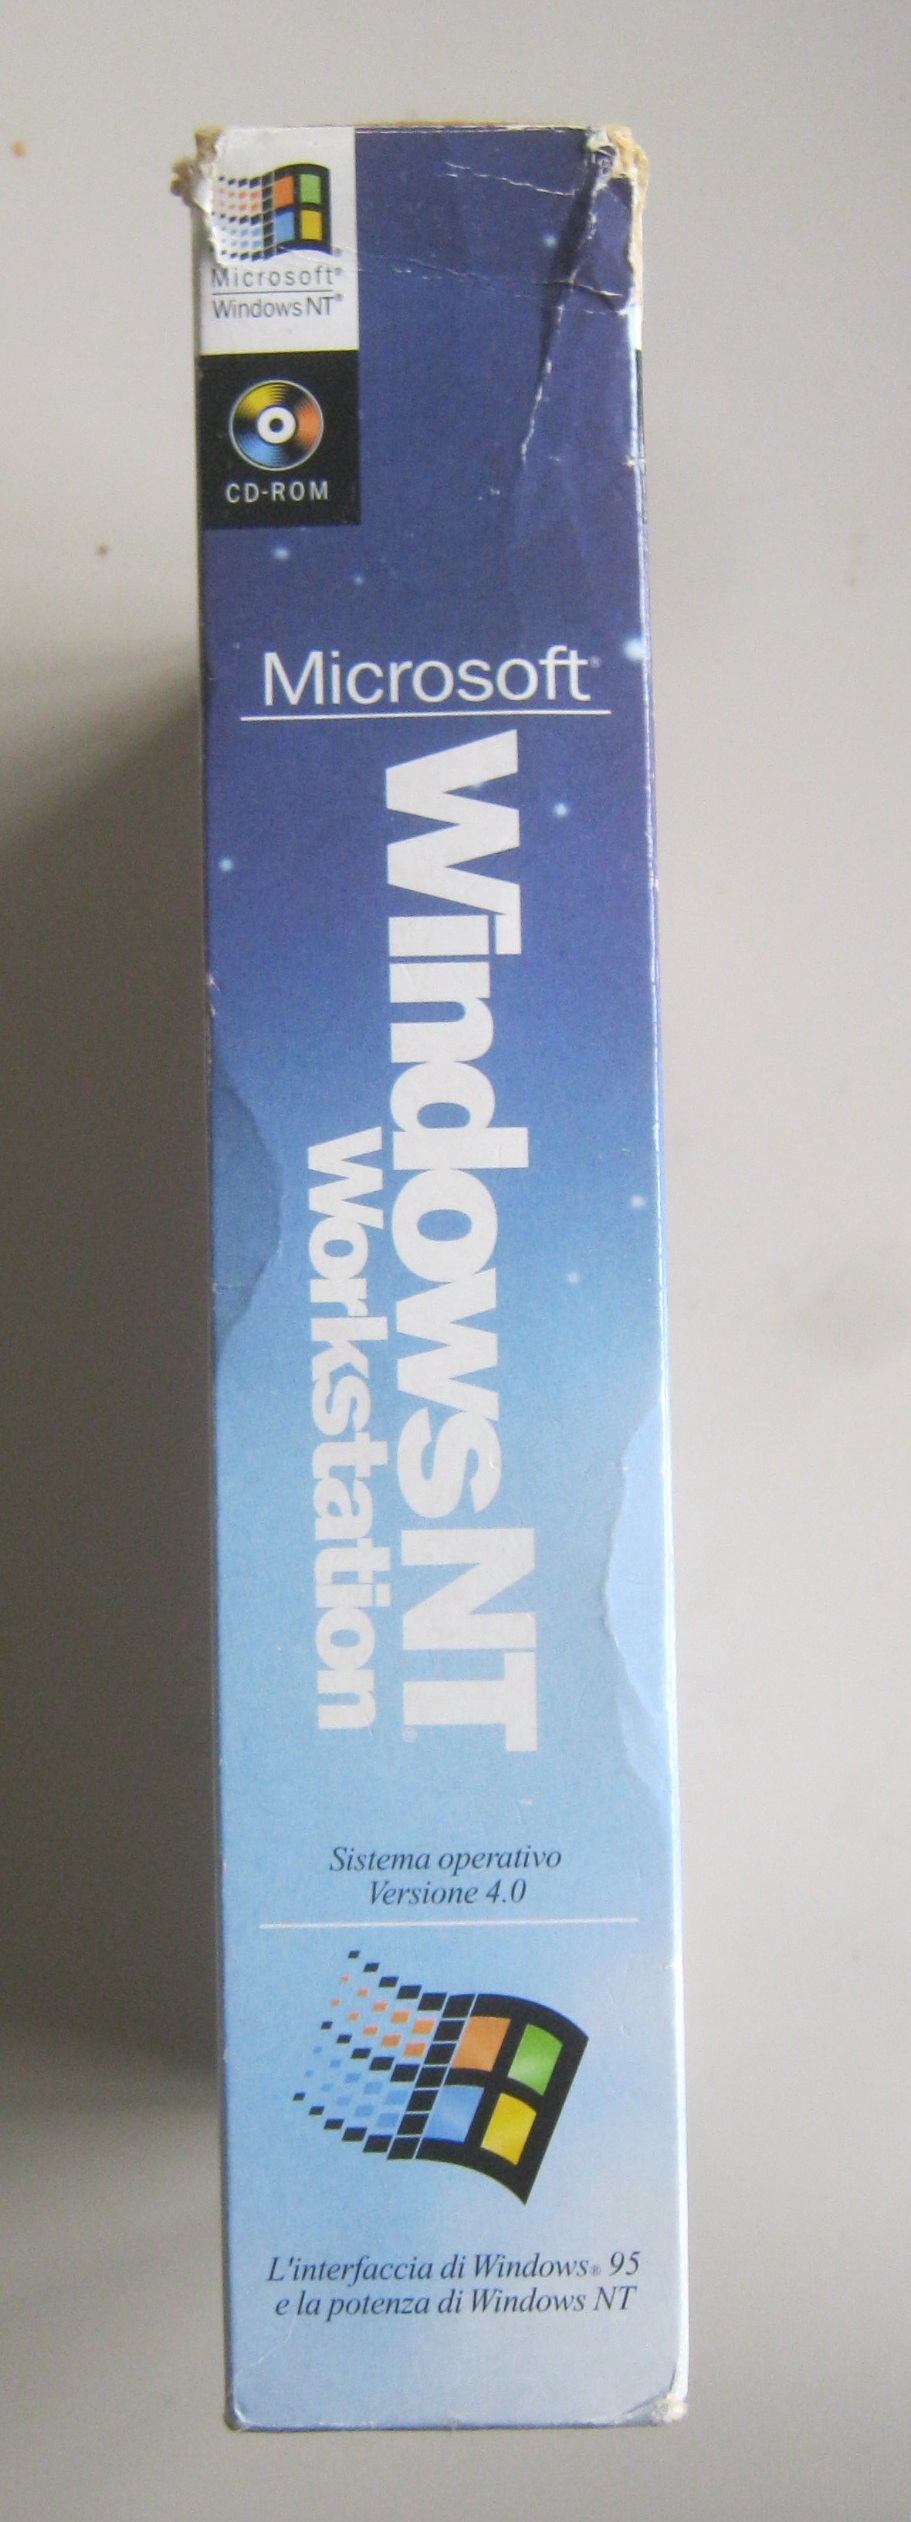 Microsoft®
Windows NT®
CD-ROM
Microsoft®
Windows NT®
Workstation
Sistema operativo
Versione 4.0
L'interfaccia di Windows® 95
e la potenza di Windows NT